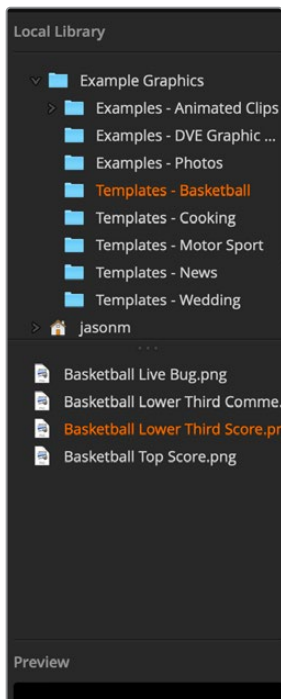 Local Library
Example Graphics
Examples - Animated Clips
Examples - DVE Graphic ...
Examples - Photos
Templates - Basketball
Templates - Cooking
Templates - Motor Sport
Templates - News
Templates - Wedding
jasonm
Basketball Live Bug.png
Basketball Lower Third Comme.
Basketball Lower Third Score.pr
Basketball Top Score.png
Preview